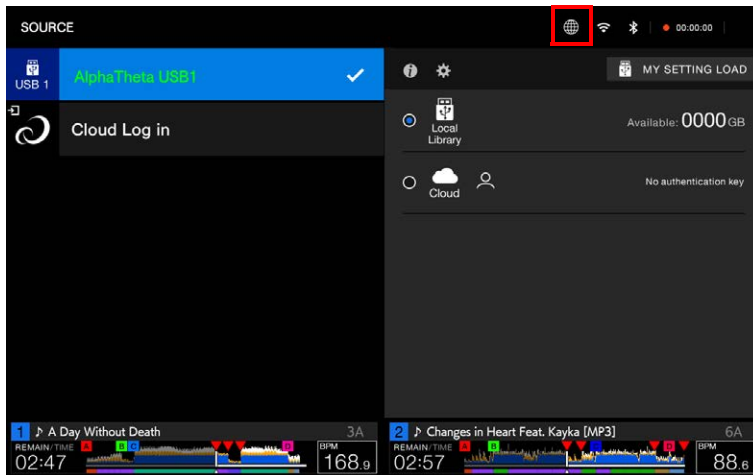 SOURCE
00:00:00
USB 1
AlphaTheta USB1
MY SETTING LOAD
Cloud Log in
Local
Library
Available: 0000 GB
Cloud
No authentication key
1 ♪ A Day Without Death 3A
REMAIN/TIME A B C D BPM
02:47 168.9
2 ♪ Changes in Heart Feat. Kayka [MP3] 6A
REMAIN/TIME A B C D BPM
02:57 88.6